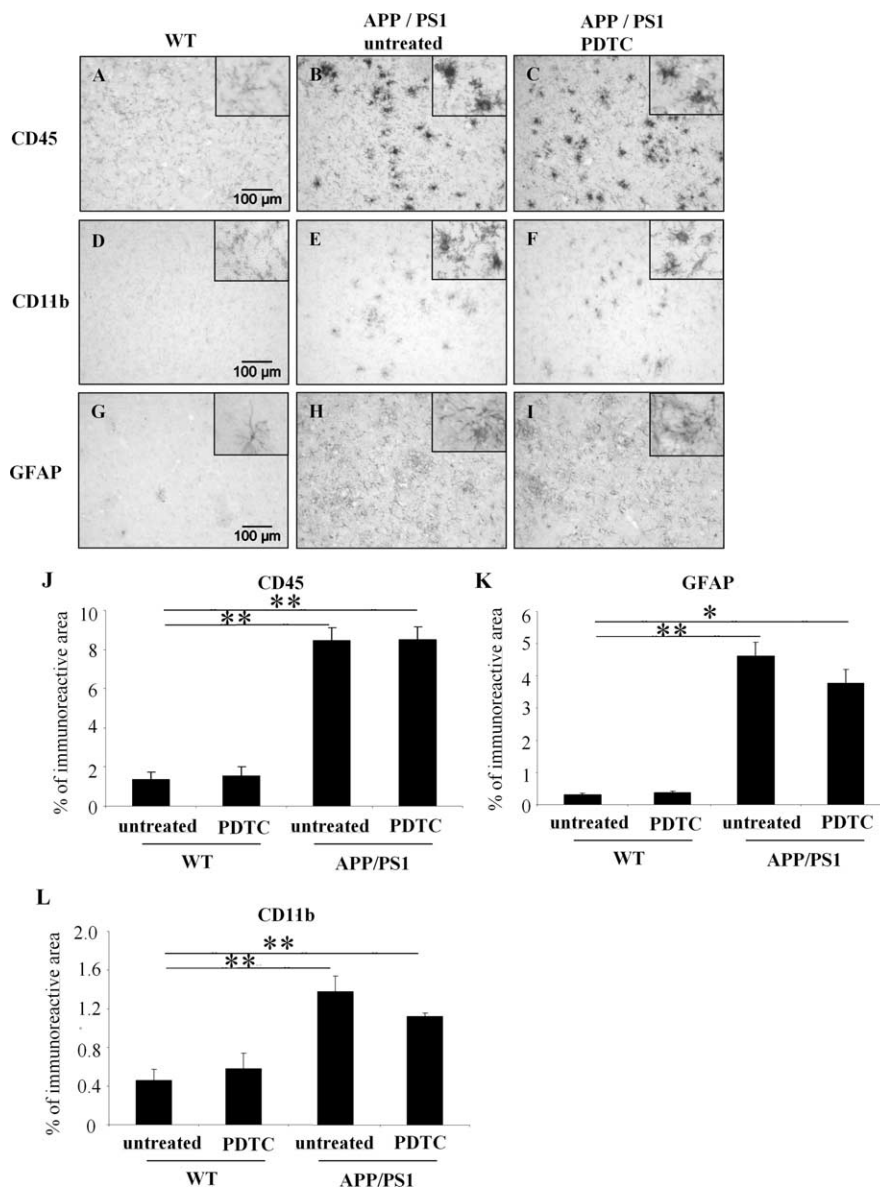 WT
APP / PS1
untreated
APP / PS1
PDTC
CD45
A
100 µm
B
C
CD11b
D
100 µm
E
F
GFAP
G
100 µm
H
I
J
CD45
% of immunoreactive area
10
8
6
4
2
0
**
**
untreated PDTC untreated PDTC
WT APP/PS1
K
GFAP
% of immunoreactive area
6
5
4
3
2
1
0
*
**
untreated PDTC untreated PDTC
WT APP/PS1
L
CD11b
% of immunoreactive area
2.0
1.6
1.2
0.8
0.4
0
**
**
untreated PDTC untreated PDTC
WT APP/PS1